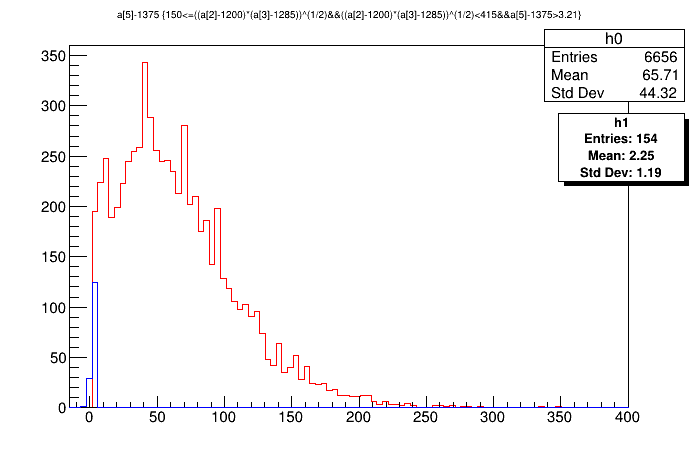 a[5]-1375 {150<=((a[2]-1200)*(a[3]-1285))^(1/2)&&((a[2]-1200)*(a[3]-1285))^(1/2)<415&&a[5]-1375>3.21}
h0
Entries 6656
Mean 65.71
Std Dev 44.32
h1
Entries: 154
Mean: 2.25
Std Dev: 1.19
350
300
250
200
150
100
50
0
0 50 100 150 200 250 300 350 400